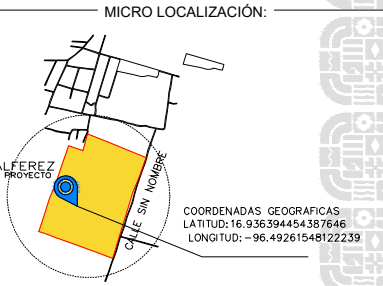 MICRO LOCALIZACIÓN:
ALFEREZ
PROYECTO
CALLE SIN NOMBRE
COORDENADAS GEOGRAFICAS
LATITUD: 16.936394454387646
LONGITUD: -96.49261548122239